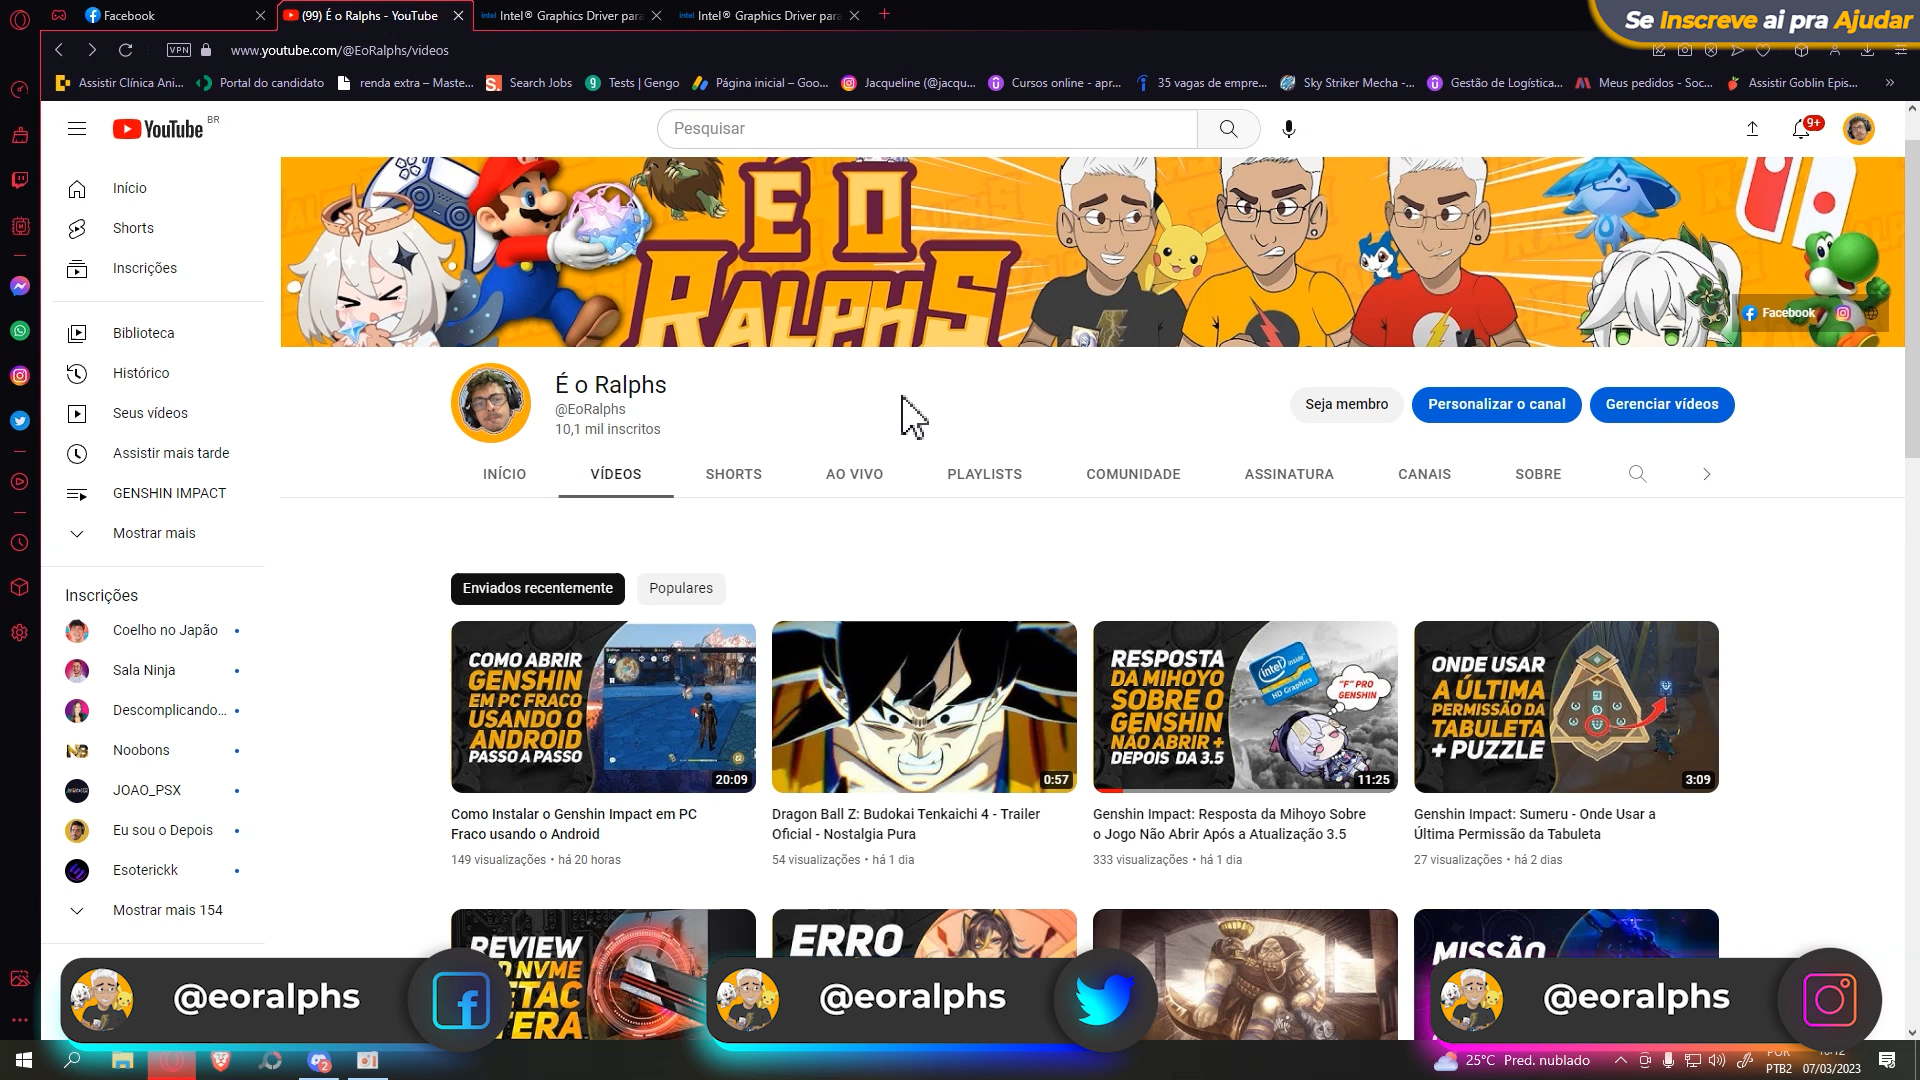 Facebook
(99) É o Ralphs - YouTube
intel Intel® Graphics Driver para
intel Intel® Graphics Driver para
Se Inscreve ai pra Ajudar
VPN
www.youtube.com/@EoRalphs/videos
Assistir Clínica Ani...
Portal do candidato
renda extra – Maste...
Search Jobs
Tests | Gengo
Página inicial – Goo...
Jacqueline (@jacqu...
Cursos online - apr...
35 vagas de empre...
Sky Striker Mecha -...
Gestão de Logística...
Meus pedidos - Soc...
Assistir Goblin Epis...
YouTube BR
Pesquisar
9+
Início
Shorts
Inscrições
Biblioteca
Histórico
Seus vídeos
Assistir mais tarde
GENSHIN IMPACT
Mostrar mais
Inscrições
Coelho no Japão
Sala Ninja
Descomplicando...
Noobons
JOAO_PSX
Eu sou o Depois
Esoterickk
Mostrar mais 154
É O
RALPHS
Facebook
É o Ralphs
@EoRalphs
10,1 mil inscritos
Seja membro
Personalizar o canal
Gerenciar vídeos
INÍCIO
VÍDEOS
SHORTS
AO VIVO
PLAYLISTS
COMUNIDADE
ASSINATURA
CANAIS
SOBRE
Enviados recentemente
Populares
COMO ABRIR
GENSHIN
EM PC FRACO
USANDO O
ANDROID
PASSO A PASSO
20:09
Como Instalar o Genshin Impact em PC
Fraco usando o Android
149 visualizações • há 20 horas
0:57
Dragon Ball Z: Budokai Tenkaichi 4 - Trailer
Oficial - Nostalgia Pura
54 visualizações • há 1 dia
RESPOSTA
DA MIHOYO
SOBRE O
GENSHIN
NÃO ABRIR +
DEPOIS DA 3.5
intel inside
HD Graphics
"F" PRO
GENSHIN
11:25
Genshin Impact: Resposta da Mihoyo Sobre
o Jogo Não Abrir Após a Atualização 3.5
333 visualizações • há 1 dia
ONDE USAR
A ÚLTIMA
PERMISSÃO DA
TABULETA
+ PUZZLE
3:09
Genshin Impact: Sumeru - Onde Usar a
Última Permissão da Tabuleta
27 visualizações • há 2 dias
REVIEW
NVME
ERRO
MISSÃO
@eoralphs
@eoralphs
@eoralphs
2
25°C Pred. nublado
POR
PTB2
07/03/2023